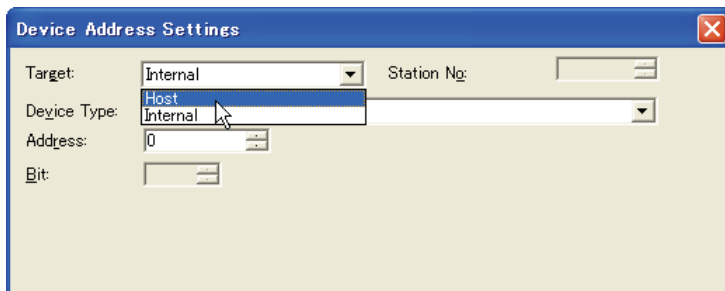 Device Address Settings
Target: Internal Station No:
Host
Device Type: Internal
Address: 0
Bit: